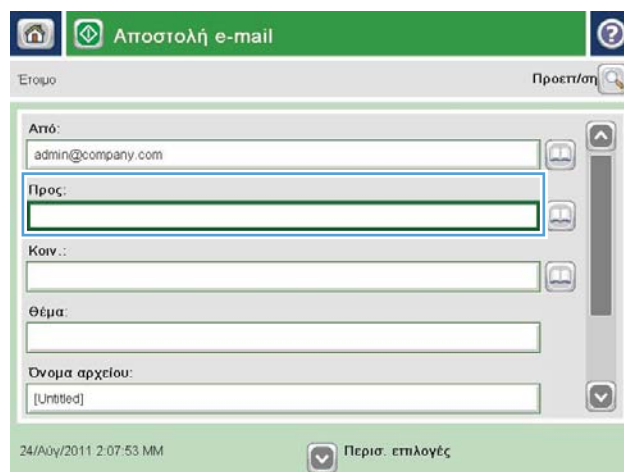 Αποστολή e-mail
Έτοιμο Προεπ/ση
Από:
admin@company.com
Προς:
Κοιν.:
Θέμα:
Όνομα αρχείου:
[Untitled]
24/Αύγ/2011 2:07:53 MM Περισ. επιλογές